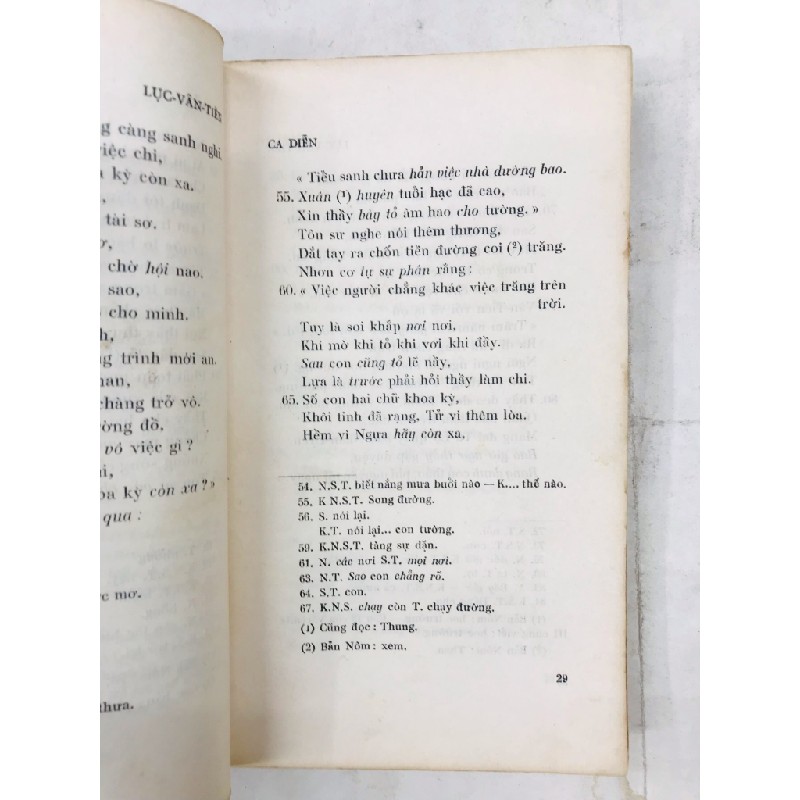 LỤC-VÂN-TIÊ
g càng sanh nghi.
việc chi,
a kỳ còn xa.
tài sơ.
ơ,
chờ hội nao.
sao,
cho mình.
h,
ng trình mới an.
han,
chàng trở vô.
ờng đồ,
vó việc gì ?
ai,
oa kỳ còn xa ? »
qua :
c mơ.
thưa.
CA DIỄN
« Tiểu sanh chưa hẳn việc nhà dường bao.
55. Xuân (1) huyên tuổi hạc đã cao,
Xin thầy bày tỏ âm hao cho tường. »
Tôn sư nghe nói thêm thương,
Dắt tay ra chốn tiền đường coi (2) trăng.
Nhơn cơ tự sự phân rằng :
60. « Việc người chẳng khác việc trăng trên
trời.
Tuy là soi khắp nơi nơi,
Khi mờ khi tỏ khi vơi khi đầy.
Sau con cũng tỏ lẽ nầy,
Lựa là trước phải hỏi thầy làm chi.
65. Số con hai chữ khoa kỳ,
Khôi tinh đã rạng, Tử vi thêm lòa.
Hềm vì Ngựa hãy còn xa,
54. N.S.T. biết nắng mưa buổi nào — K.... thế nào.
55. K N.S.T. Song đường.
56. S. nói lại.
K.T. nói lại... con tường.
59. K.N.S.T. tàng sự dặn.
61. N. các nơi S.T. mọi nơi.
63. N.T. Sao con chẳng rõ.
64. S.T. con.
67. K.N.S. chạy còn T. chạy đường,
(1) Cũng đọc : Thung.
(2) Bản Nôm : xem,
29